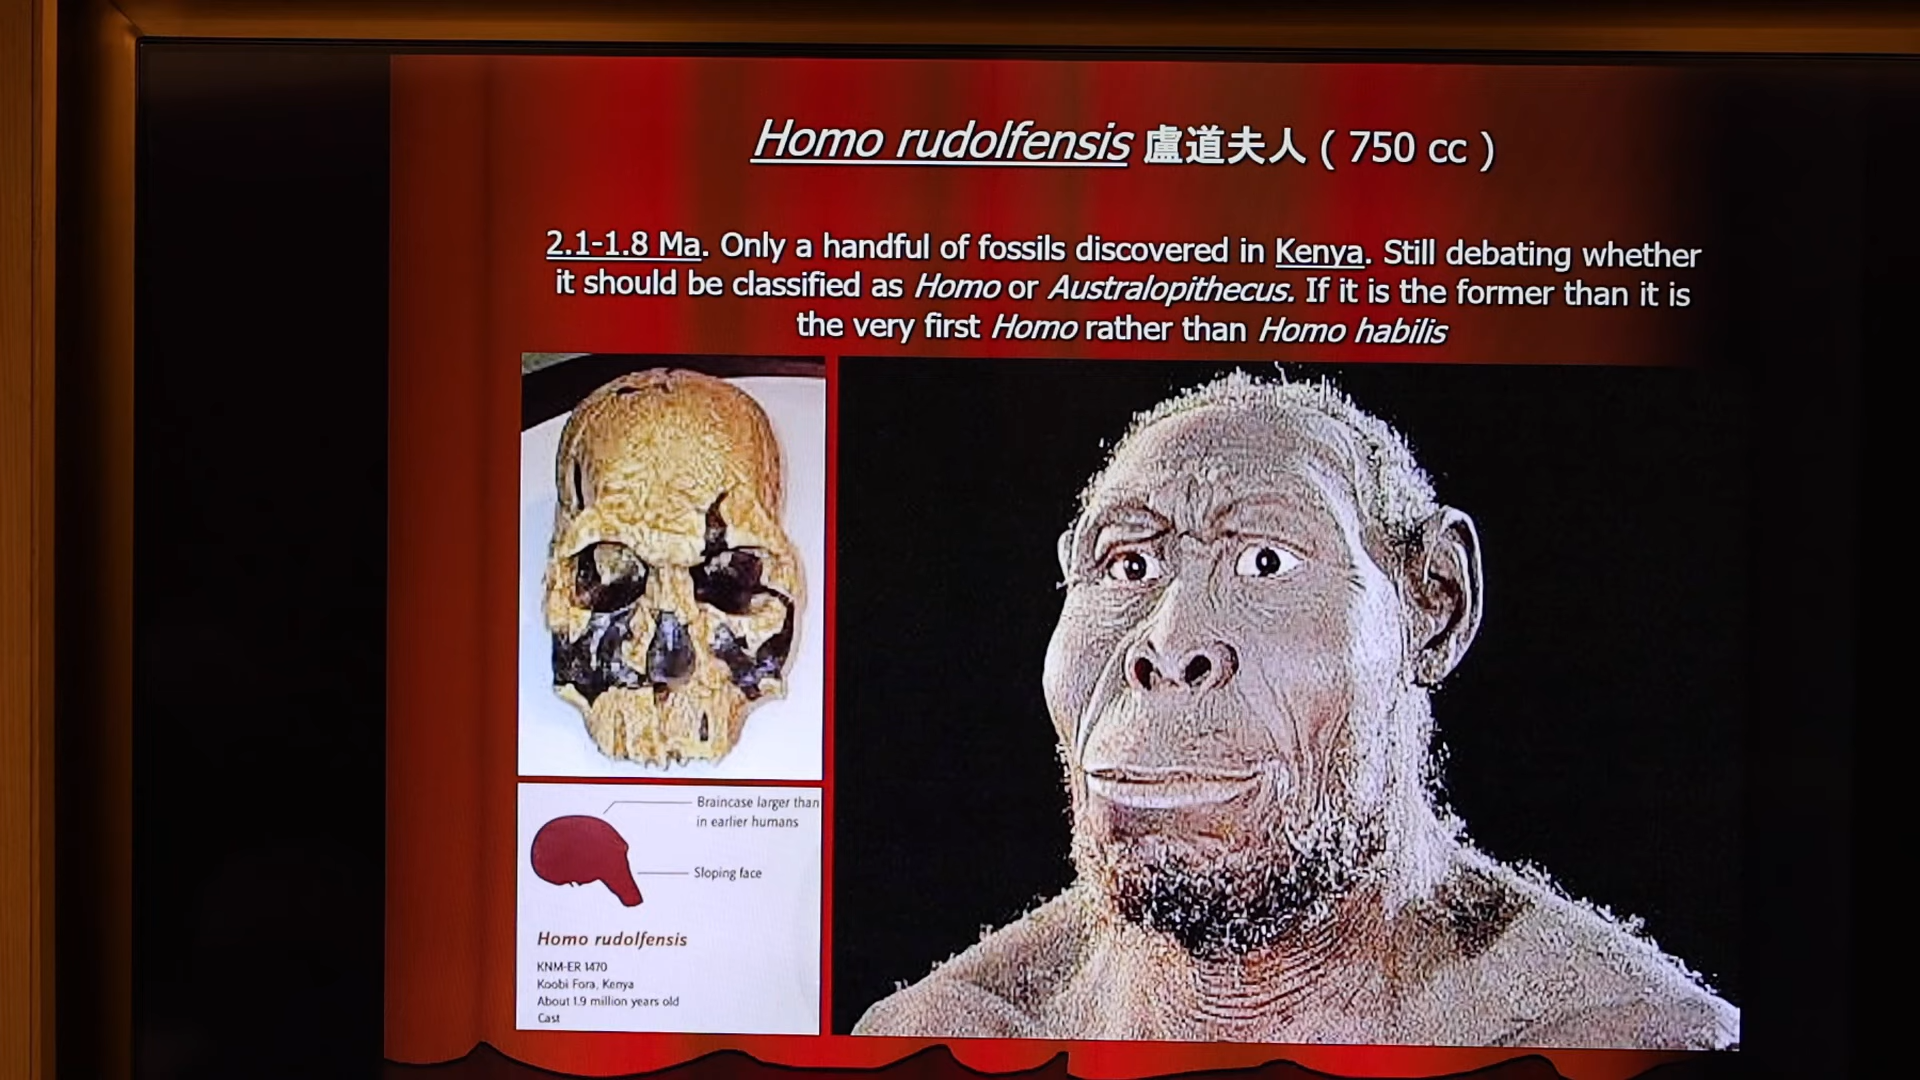 Homo rudolfensis 盧道夫人 ( 750 cc )
2.1-1.8 Ma. Only a handful of fossils discovered in Kenya. Still debating whether
it should be classified as Homo or Australopithecus. If it is the former than it is
the very first Homo rather than Homo habilis
Braincase larger than
in earlier humans
Sloping face
Homo rudolfensis
KNM-ER 1470
Koobi Fora, Kenya
About 1.9 million years old
Cast